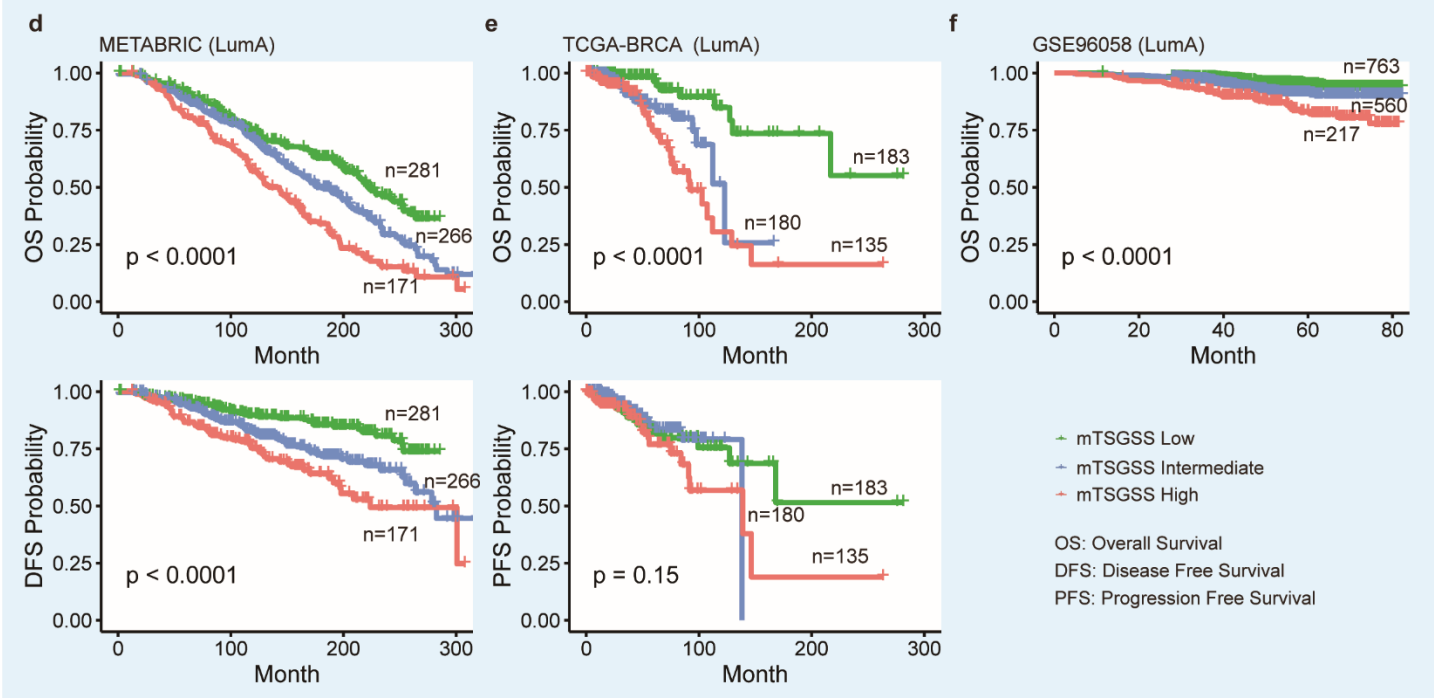 d
METABRIC (LumA)
OS Probability
1.00
0.75
0.50
0.25
0.00
n=281
n=266
n=171
p < 0.0001
0 100 200 300
Month
DFS Probability
1.00
0.75
0.50
0.25
0.00
n=281
n=266
n=171
p < 0.0001
0 100 200 300
Month
e
TCGA-BRCA (LumA)
OS Probability
1.00
0.75
0.50
0.25
0.00
n=183
n=180
n=135
p < 0.0001
0 100 200 300
Month
PFS Probability
1.00
0.75
0.50
0.25
0.00
n=183
n=180
n=135
p = 0.15
0 100 200 300
Month
f
GSE96058 (LumA)
OS Probability
1.00
0.75
0.50
0.25
0.00
n=763
n=560
n=217
p < 0.0001
0 20 40 60 80
Month
mTSGSS Low
mTSGSS Intermediate
mTSGSS High
OS: Overall Survival
DFS: Disease Free Survival
PFS: Progression Free Survival